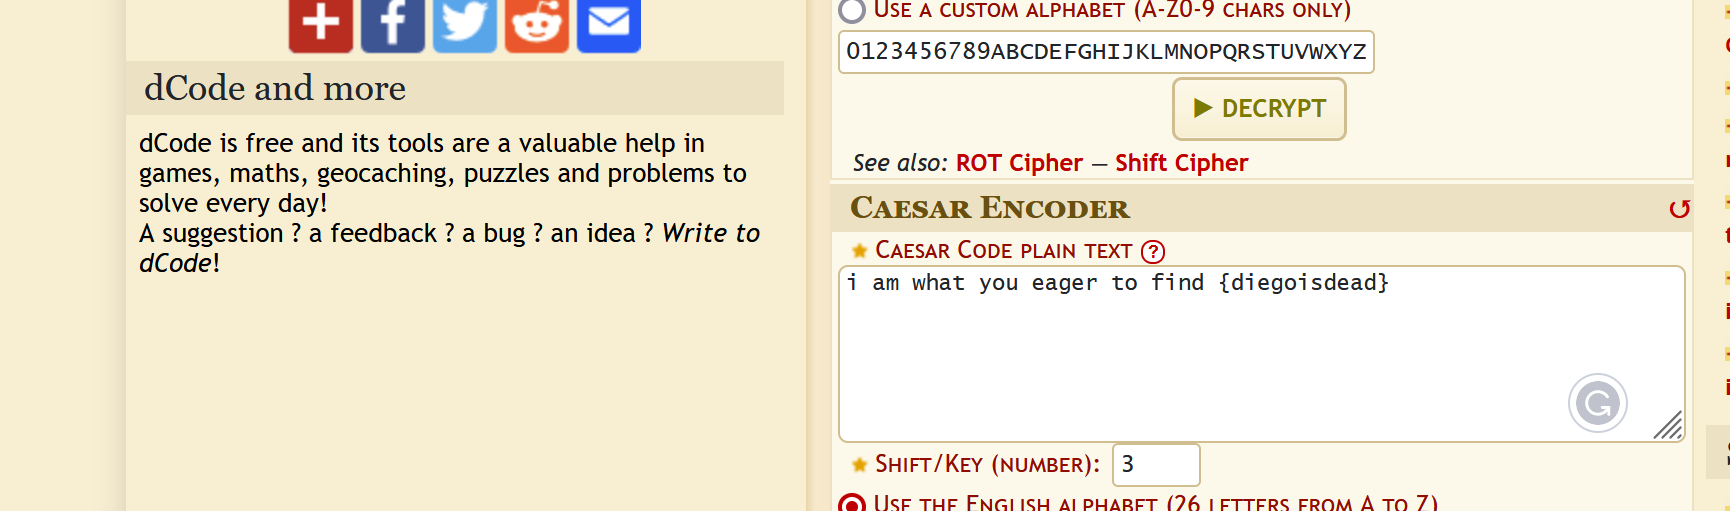 dCode and more
dCode is free and its tools are a valuable help in
games, maths, geocaching, puzzles and problems to
solve every day!
A suggestion ? a feedback ? a bug ? an idea ? Write to
dCode!
USE A CUSTOM ALPHABET (A-Z0-9 CHARS ONLY)
0123456789ABCDEFGHIJKLMNOPQRSTUVWXYZ
▶ DECRYPT
See also: ROT Cipher — Shift Cipher
CAESAR ENCODER
↺
★ CAESAR CODE PLAIN TEXT ?
i am what you eager to find {diegoisdead}
★ SHIFT/KEY (NUMBER): 3
USE THE ENGLISH ALPHABET (26 LETTERS FROM A TO Z)